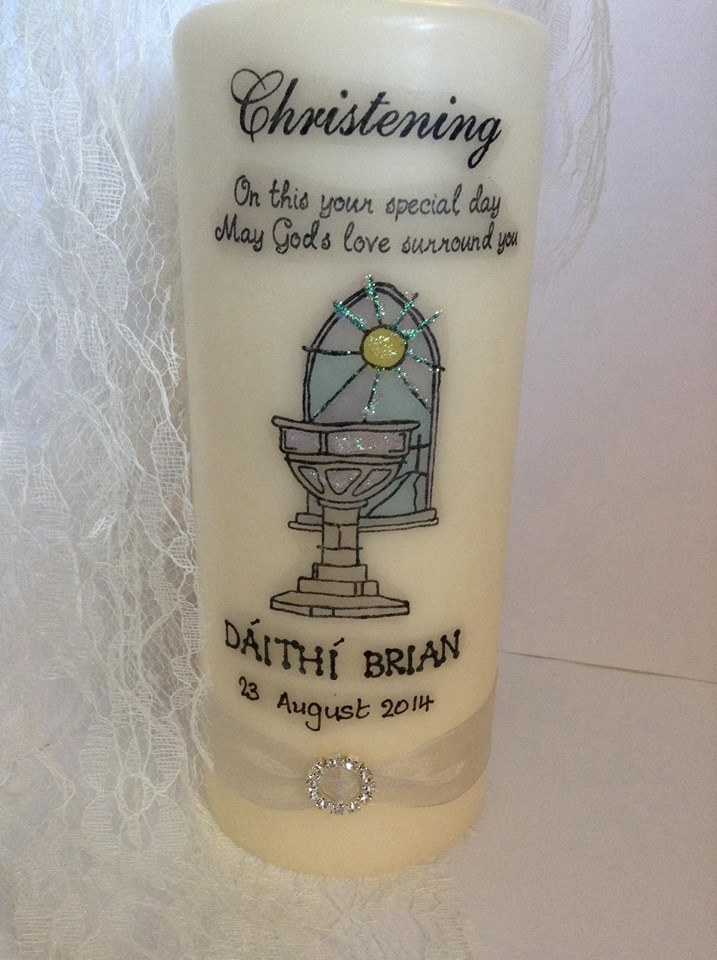 Christening
On this your special day
May Gods love surround you
DÁITHÍ BRIAN
23 August 2014